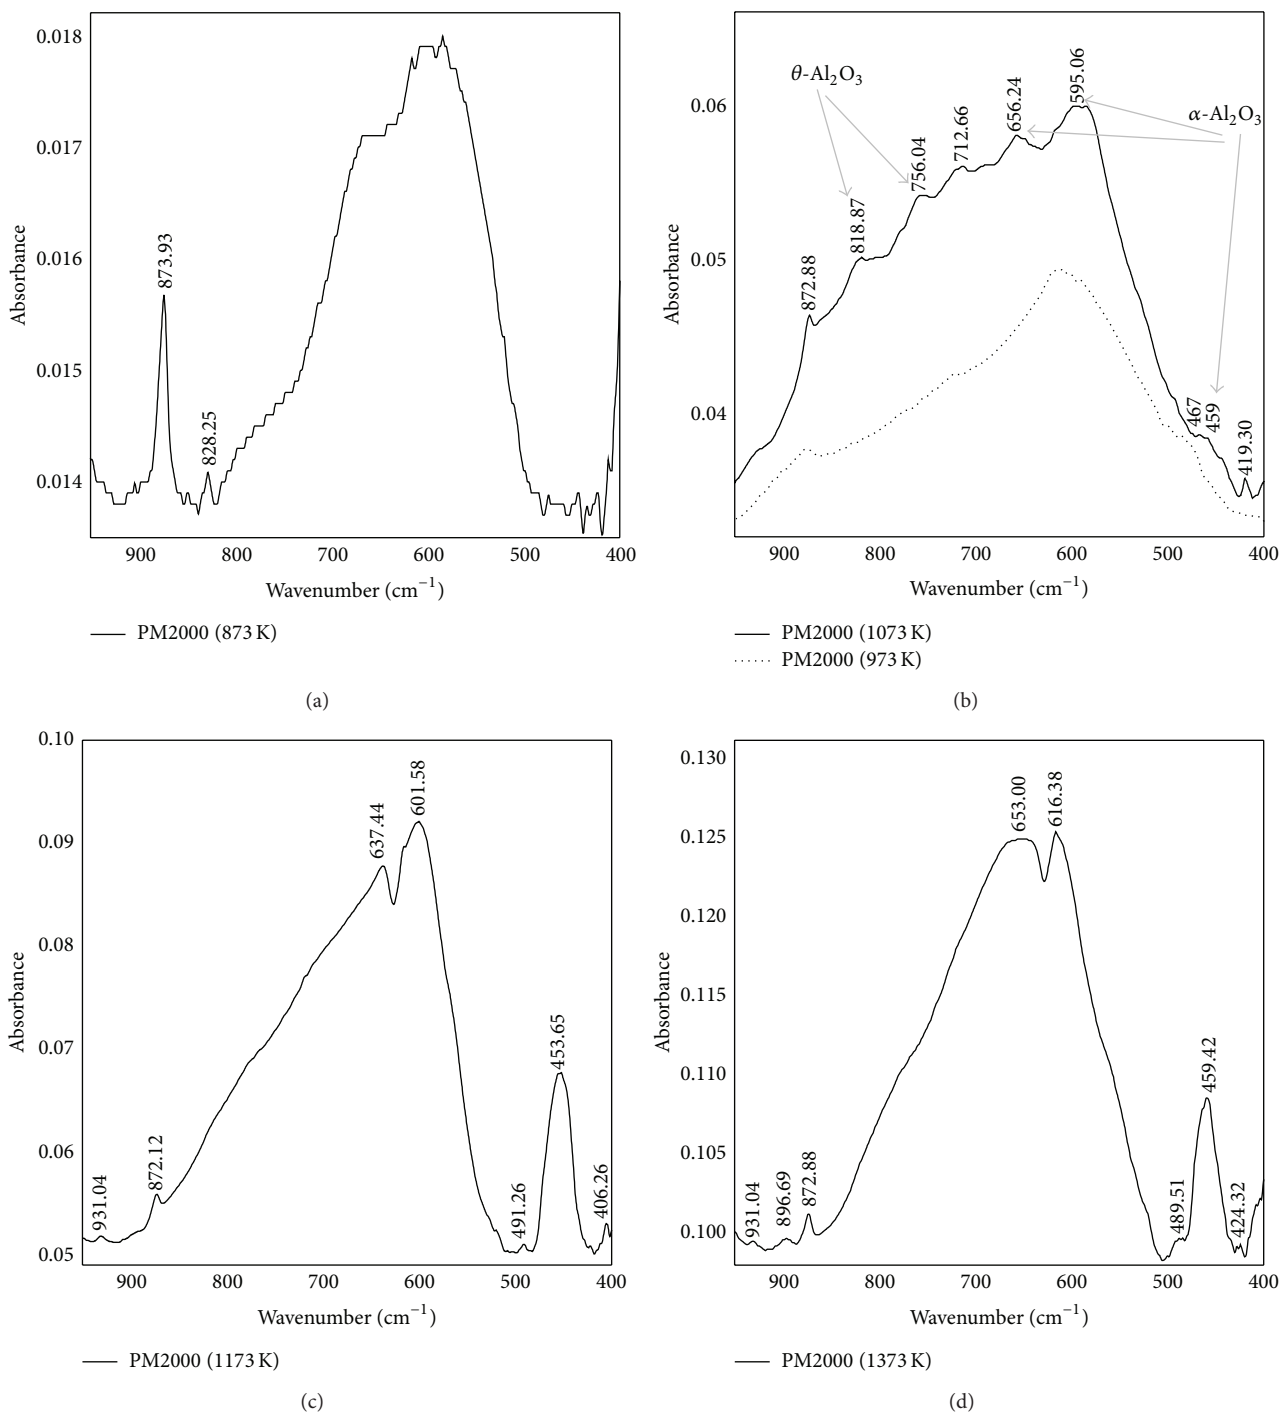 0.018
0.017
0.016
0.015
0.014
Absorbance
873.93
828.25
900 800 700 600 500 400
Wavenumber (cm−1)
PM2000 (873 K)
(a)
0.06
0.05
0.04
Absorbance
θ-Al2O3
α-Al2O3
872.88
818.87
756.04
712.66
656.24
595.06
467
459
419.30
900 800 700 600 500 400
Wavenumber (cm−1)
PM2000 (1073 K)
PM2000 (973 K)
(b)
0.10
0.09
0.08
0.07
0.06
0.05
Absorbance
931.04
872.12
637.44
601.58
491.26
453.65
406.26
900 800 700 600 500 400
Wavenumber (cm−1)
PM2000 (1173 K)
(c)
0.130
0.125
0.120
0.115
0.110
0.105
0.100
Absorbance
931.04
896.69
872.88
653.00
616.38
489.51
459.42
424.32
900 800 700 600 500 400
Wavenumber (cm−1)
PM2000 (1373 K)
(d)